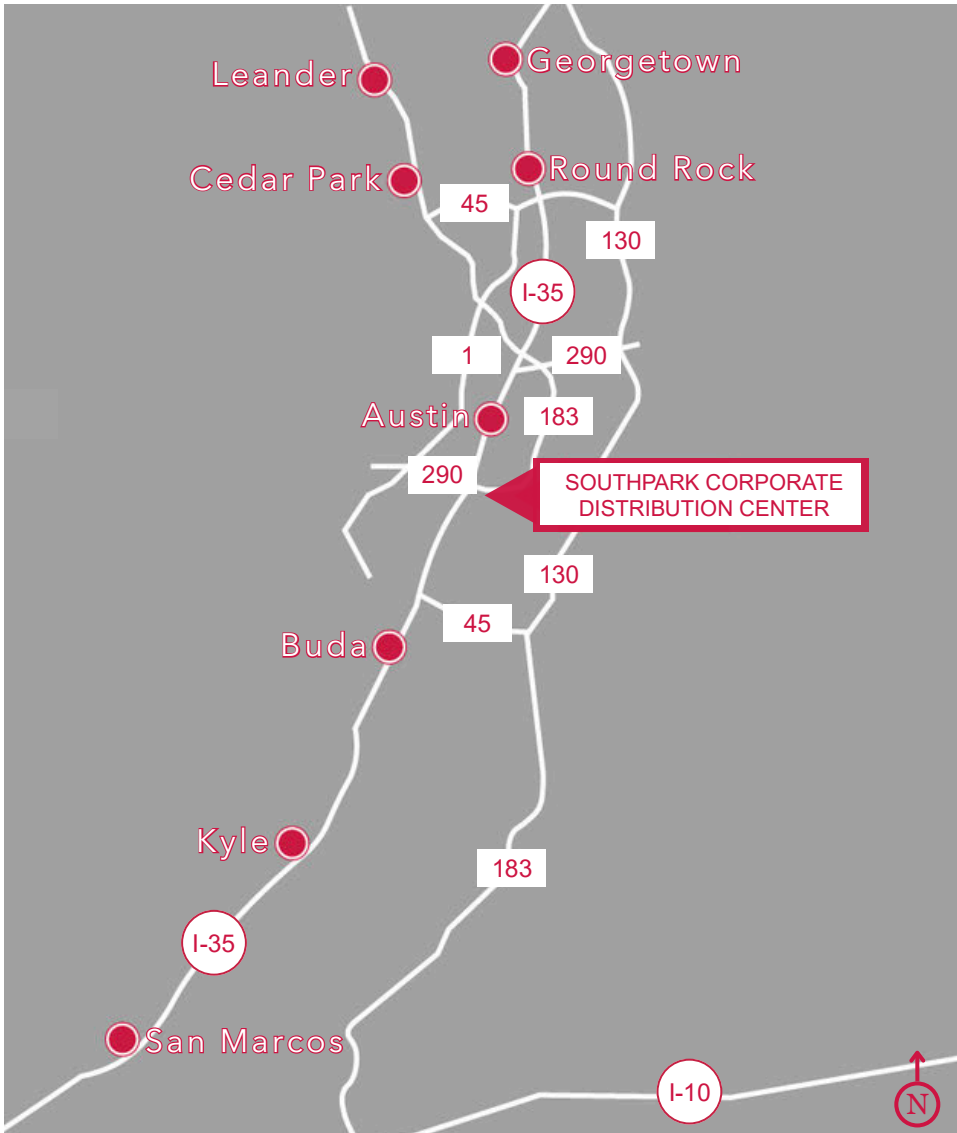 Georgetown
Leander
Round Rock
Cedar Park
45
130
I-35
1
290
Austin
183
290
SOUTHPARK CORPORATE
DISTRIBUTION CENTER
130
45
Buda
Kyle
183
I-35
San Marcos
I-10
N